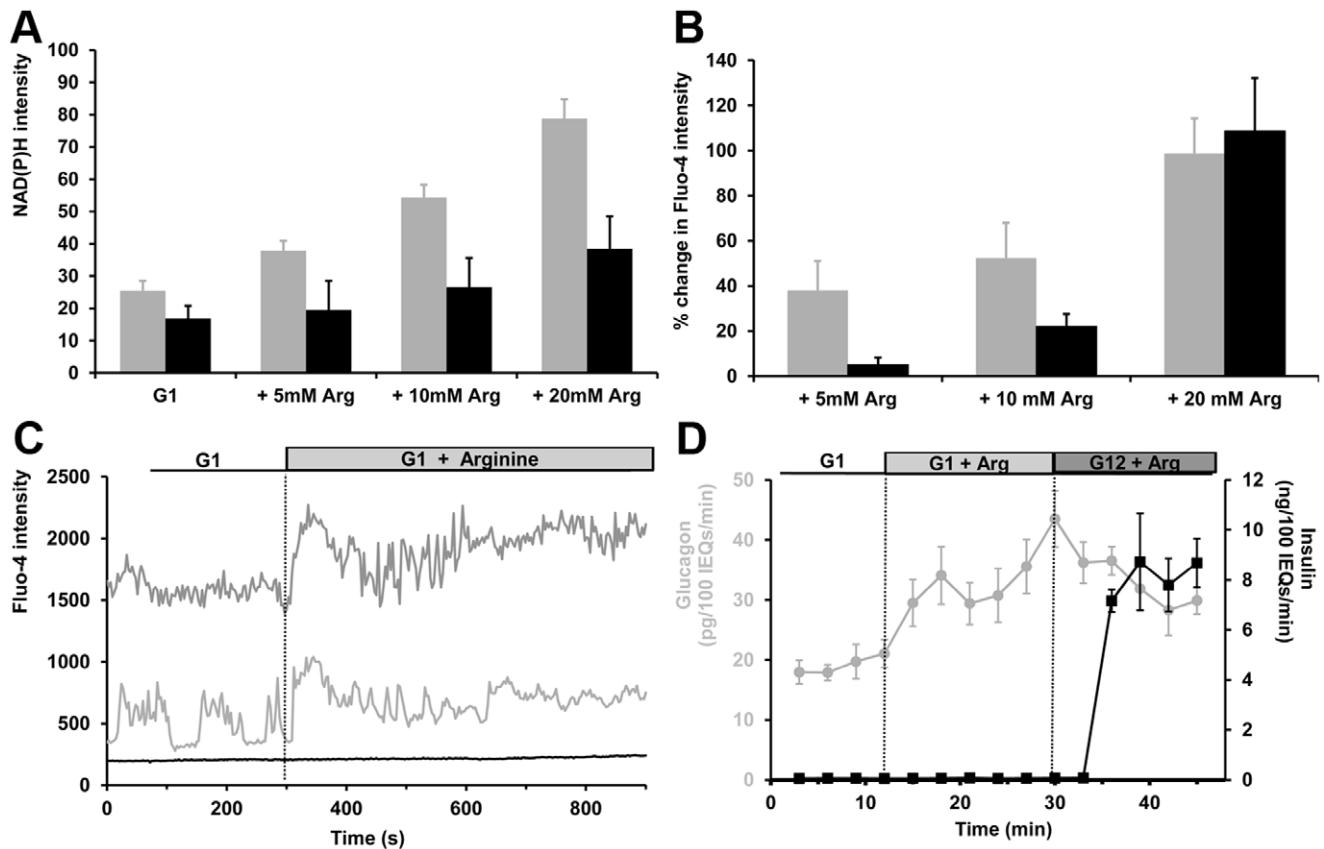 A
NAD(P)H intensity
100
90
80
70
60
50
40
30
20
10
0
G1
+ 5mM Arg
+ 10mM Arg
+ 20mM Arg
B
% change in Fluo-4 intensity
140
120
100
80
60
40
20
0
+ 5mM Arg
+ 10 mM Arg
+ 20 mM Arg
C
G1
G1 + Arginine
Fluo-4 intensity
2500
2000
1500
1000
500
0
0
200
400
600
800
Time (s)
D
G1
G1 + Arg
G12 + Arg
Glucagon
(pg/100 IEQs/min)
50
40
30
20
10
0
12
10
8
6
4
2
0
Insulin
(ng/100 IEQs/min)
0
10
20
30
40
Time (min)